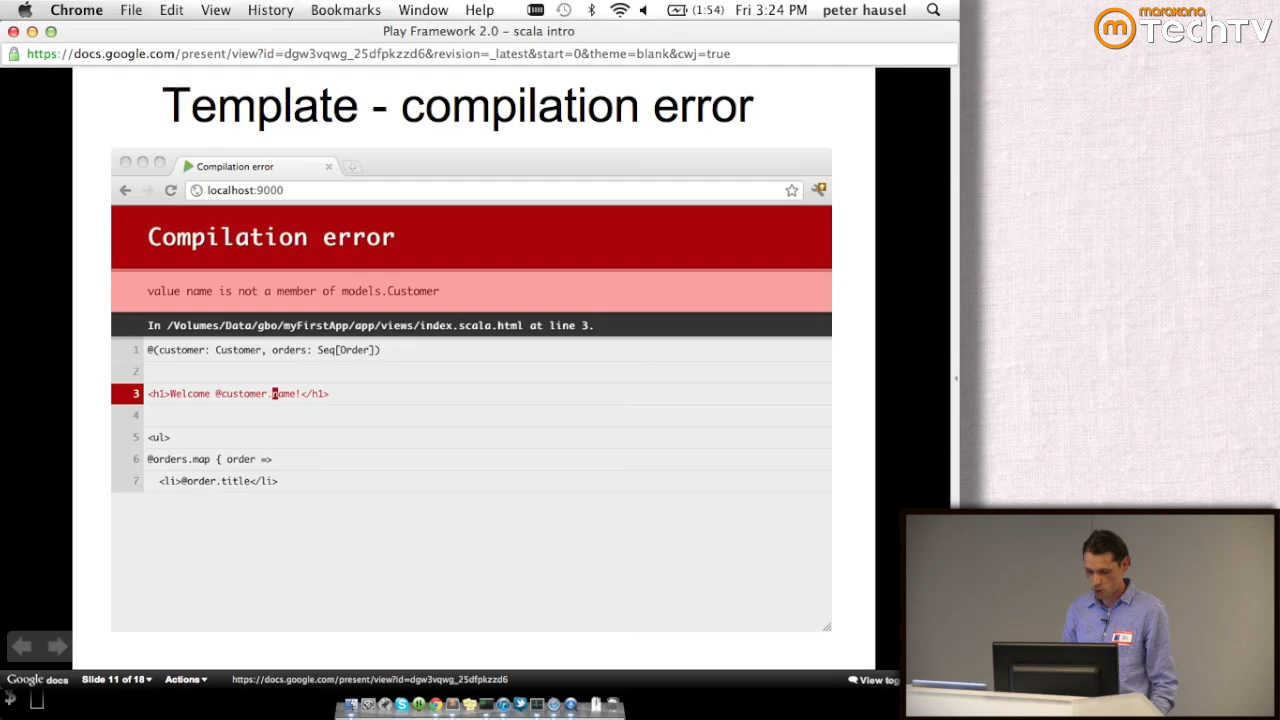 Chrome File Edit View History Bookmarks Window Help (1:54) Fri 3:24 PM peter hausel
Play Framework 2.0 - scala intro
https://docs.google.com/present/view?id=dgw3vqwg_25dfpkzzd6&revision=_latest&start=0&theme=blank&cwj=true
maraκana
TechTV
Template - compilation error
Compilation error
localhost:9000
Compilation error
value name is not a member of models.Customer
In /Volumes/Data/gbo/myFirstApp/app/views/index.scala.html at line 3.
1 @(customer: Customer, orders: Seq[Order])
2
3 <h1>Welcome @customer.name!</h1>
4
5 <ul>
6 @orders.map { order =>
7 <li>@order.title</li>
Google docs Slide 11 of 18 Actions https://docs.google.com/present/view?id=dgw3vqwg_25dfpkzzd6 View tog